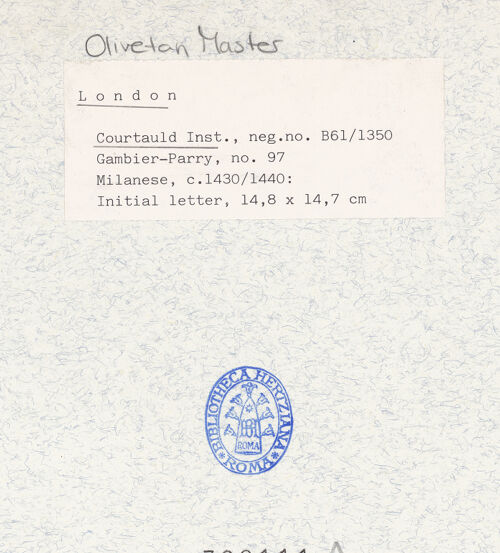 Olivetan Master
London
Courtauld Inst., neg.no. B61/1350
Gambier-Parry, no. 97
Milanese, c.1430/1440:
Initial letter, 14,8 x 14,7 cm
BIBLIOTHECA HERTZIANA
ROMA
ROMA